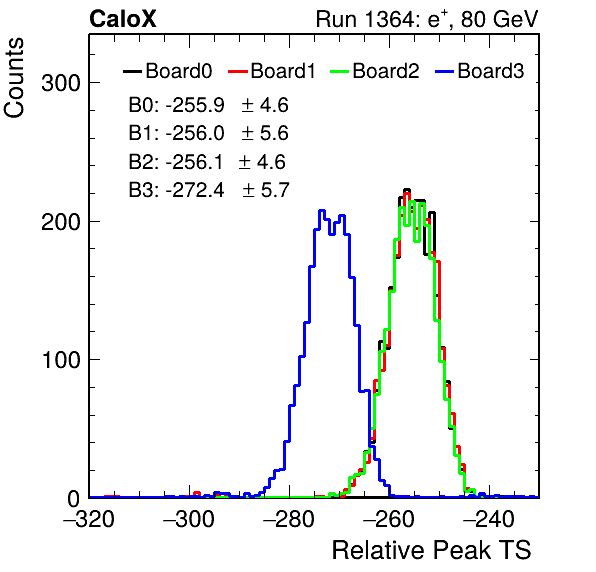 CaloX Run 1364: e⁺, 80 GeV
Counts
Board0 Board1 Board2 Board3
B0: -255.9 ± 4.6
B1: -256.0 ± 5.6
B2: -256.1 ± 4.6
B3: -272.4 ± 5.7
300
200
100
0
−320 −300 −280 −260 −240
Relative Peak TS